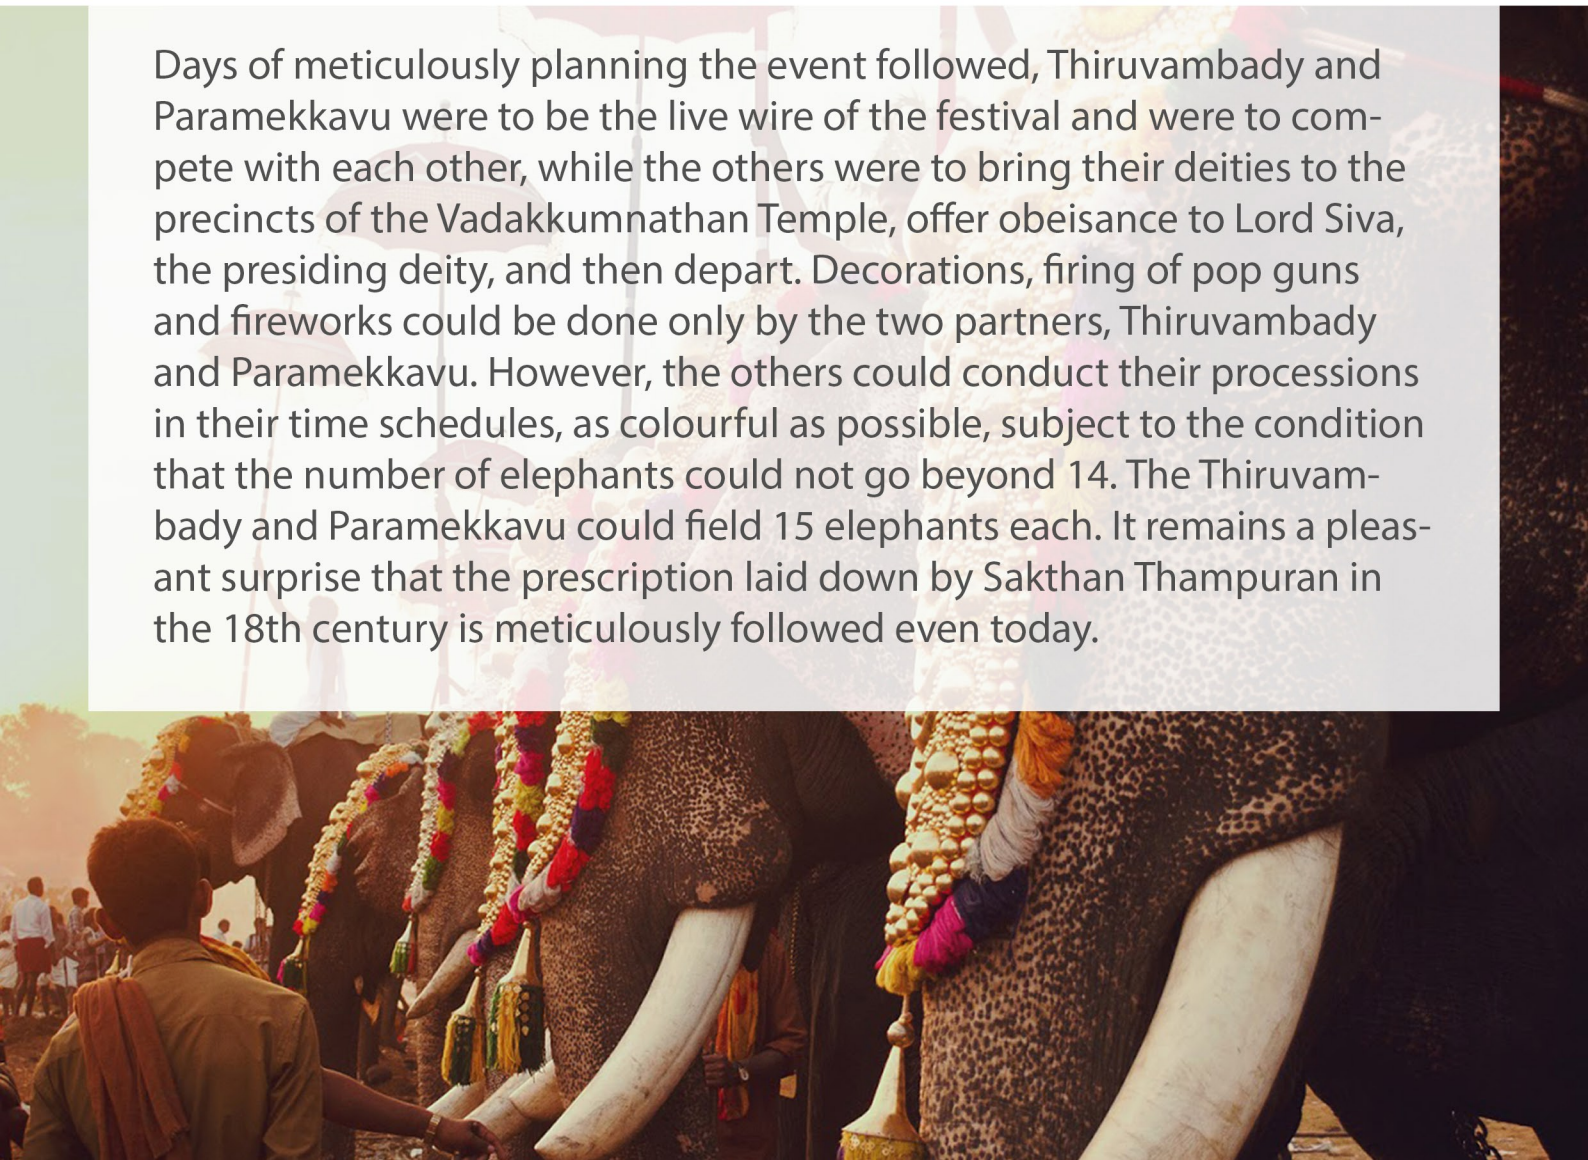 Days of meticulously planning the event followed, Thiruvambady and
Paramekkavu were to be the live wire of the festival and were to com-
pete with each other, while the others were to bring their deities to the
precincts of the Vadakkumnathan Temple, offer obeisance to Lord Siva,
the presiding deity, and then depart. Decorations, firing of pop guns
and fireworks could be done only by the two partners, Thiruvambady
and Paramekkavu. However, the others could conduct their processions
in their time schedules, as colourful as possible, subject to the condition
that the number of elephants could not go beyond 14. The Thiruvam-
bady and Paramekkavu could field 15 elephants each. It remains a pleas-
ant surprise that the prescription laid down by Sakthan Thampuran in
the 18th century is meticulously followed even today.